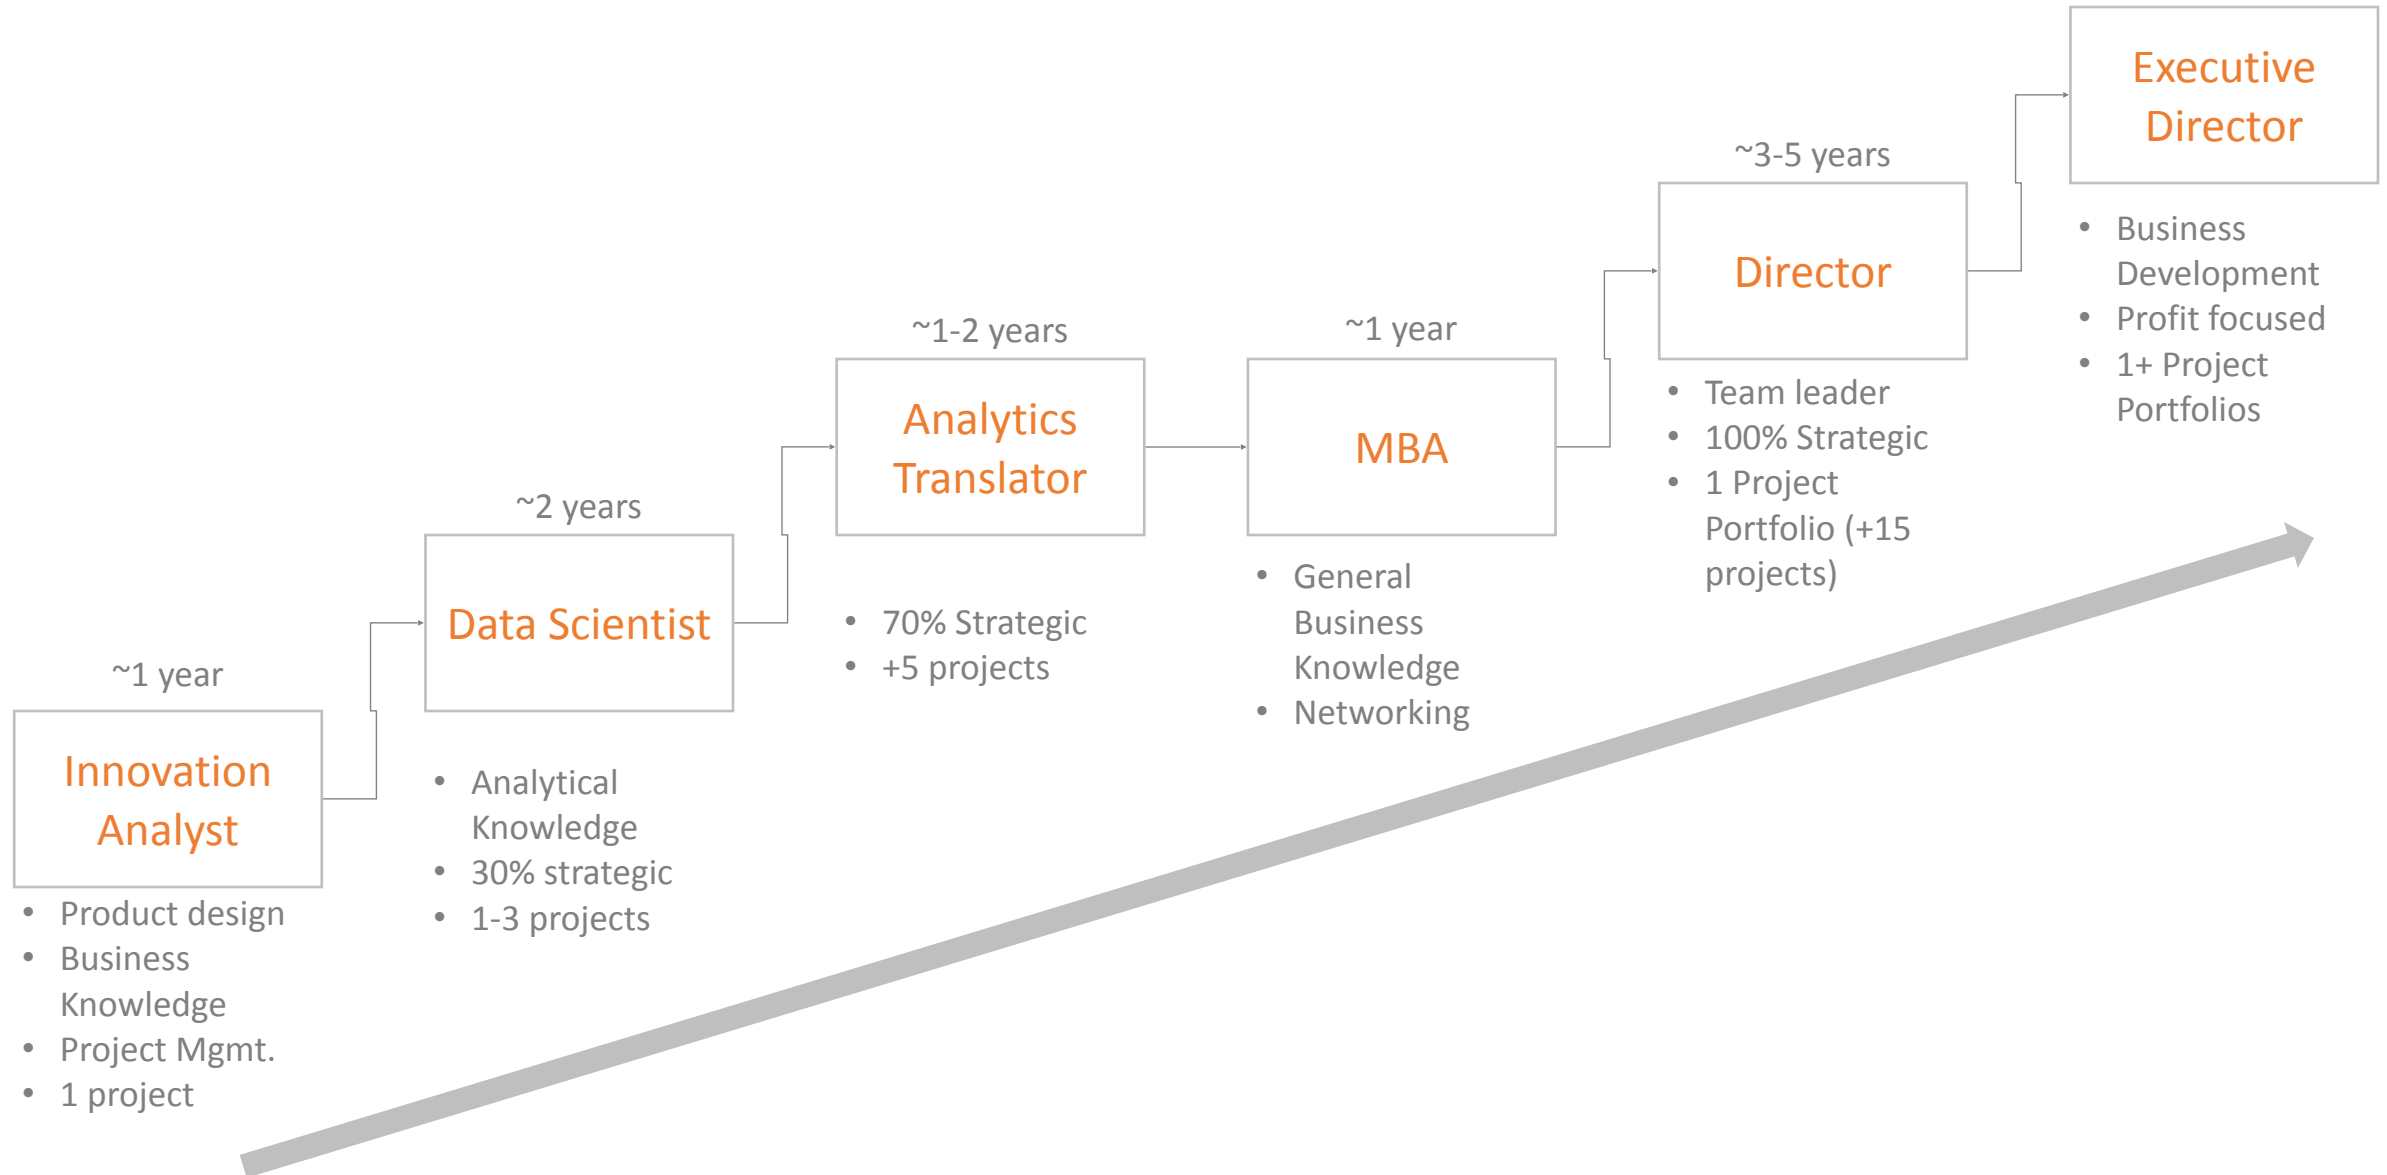 ~1 year
Innovation
Analyst
• Product design
• Business
Knowledge
• Project Mgmt.
• 1 project
~2 years
Data Scientist
• Analytical
Knowledge
• 30% strategic
• 1-3 projects
~1-2 years
Analytics
Translator
• 70% Strategic
• +5 projects
~1 year
MBA
• General
Business
Knowledge
• Networking
~3-5 years
Director
• Team leader
• 100% Strategic
• 1 Project
Portfolio (+15
projects)
Executive
Director
• Business
Development
• Profit focused
• 1+ Project
Portfolios